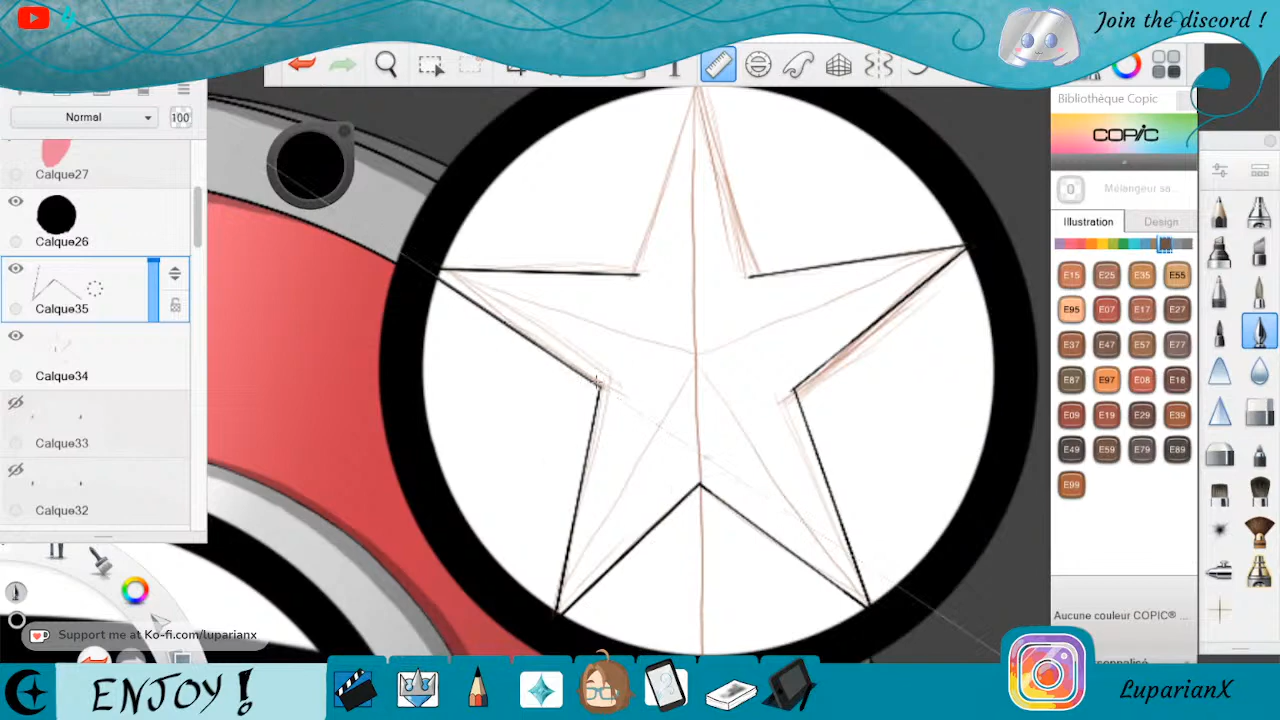 Join the discord !
Normal
100
Calque27
Calque26
Calque35
Calque34
Calque33
Calque32
Bibliothèque Copic
COPIC
0
Mélangeur sa...
Illustration
Design
E15 E25 E35 E55
E95 E07 E17 E27
E37 E47 E57 E77
E87 E97 E08 E18
E09 E19 E29 E39
E49 E59 E79 E89
E99
Aucune couleur COPIC®
Support me at Ko-fi.com/luparianx
ENJOY !
LuparianX